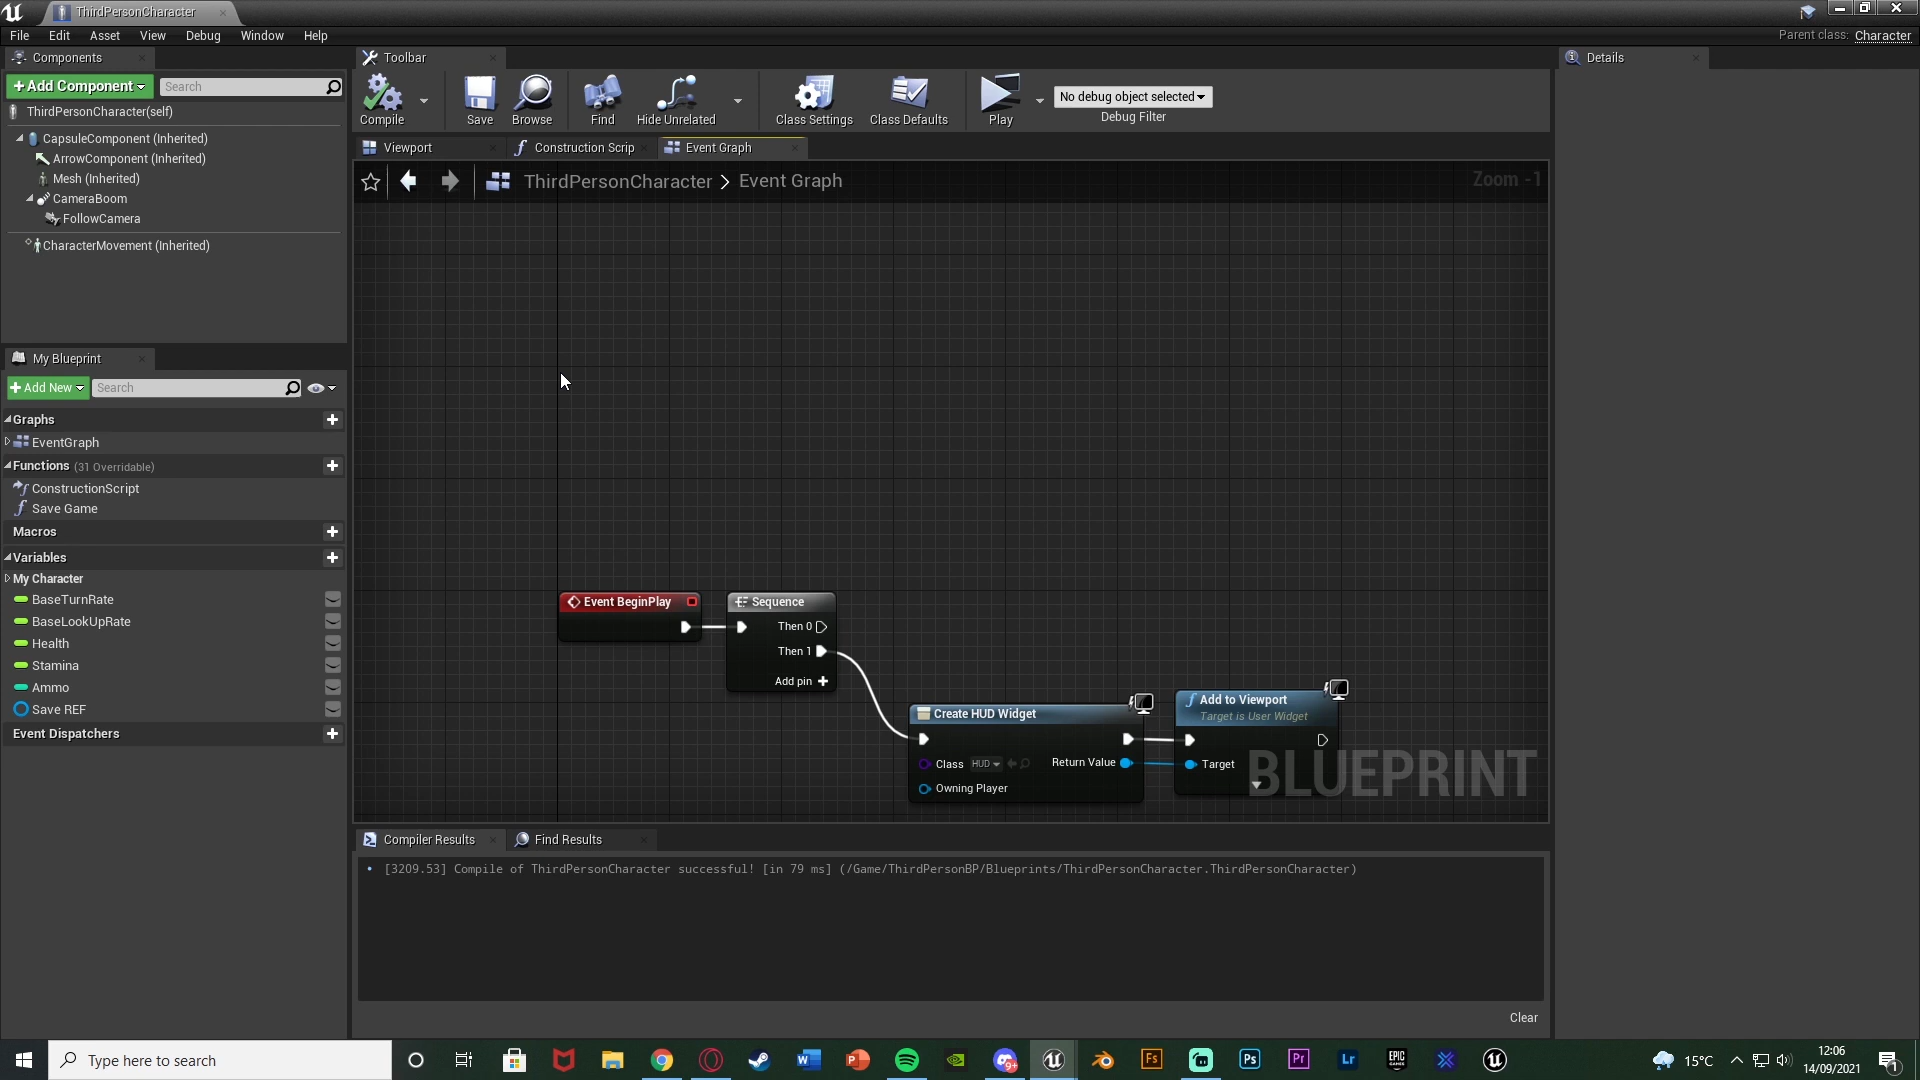 ThirdPersonCharacter
File Edit Asset View Debug Window Help
Parent class: Character
Components
+Add Component
Search
ThirdPersonCharacter(self)
CapsuleComponent (Inherited)
ArrowComponent (Inherited)
Mesh (Inherited)
CameraBoom
FollowCamera
CharacterMovement (Inherited)
My Blueprint
+Add New
Search
Graphs
EventGraph
Functions (31 Overridable)
ConstructionScript
Save Game
Macros
Variables
My Character
BaseTurnRate
BaseLookUpRate
Health
Stamina
Ammo
Save REF
Event Dispatchers
Toolbar
Compile
Save
Browse
Find
Hide Unrelated
Class Settings
Class Defaults
Play
No debug object selected
Debug Filter
Viewport
Construction Scrip
Event Graph
ThirdPersonCharacter > Event Graph
Zoom -1
Event BeginPlay
Sequence
Then 0
Then 1
Add pin +
Create HUD Widget
Class HUD
Return Value
Owning Player
Add to Viewport
Target is User Widget
Target
BLUEPRINT
Compiler Results
Find Results
[3209.53] Compile of ThirdPersonCharacter successful! [in 79 ms] (/Game/ThirdPersonBP/Blueprints/ThirdPersonCharacter.ThirdPersonCharacter)
Clear
Details
Type here to search
W
P
9+
Fs
Ps
Pr
Lr
EPIC
15°C
12:06
14/09/2021
1